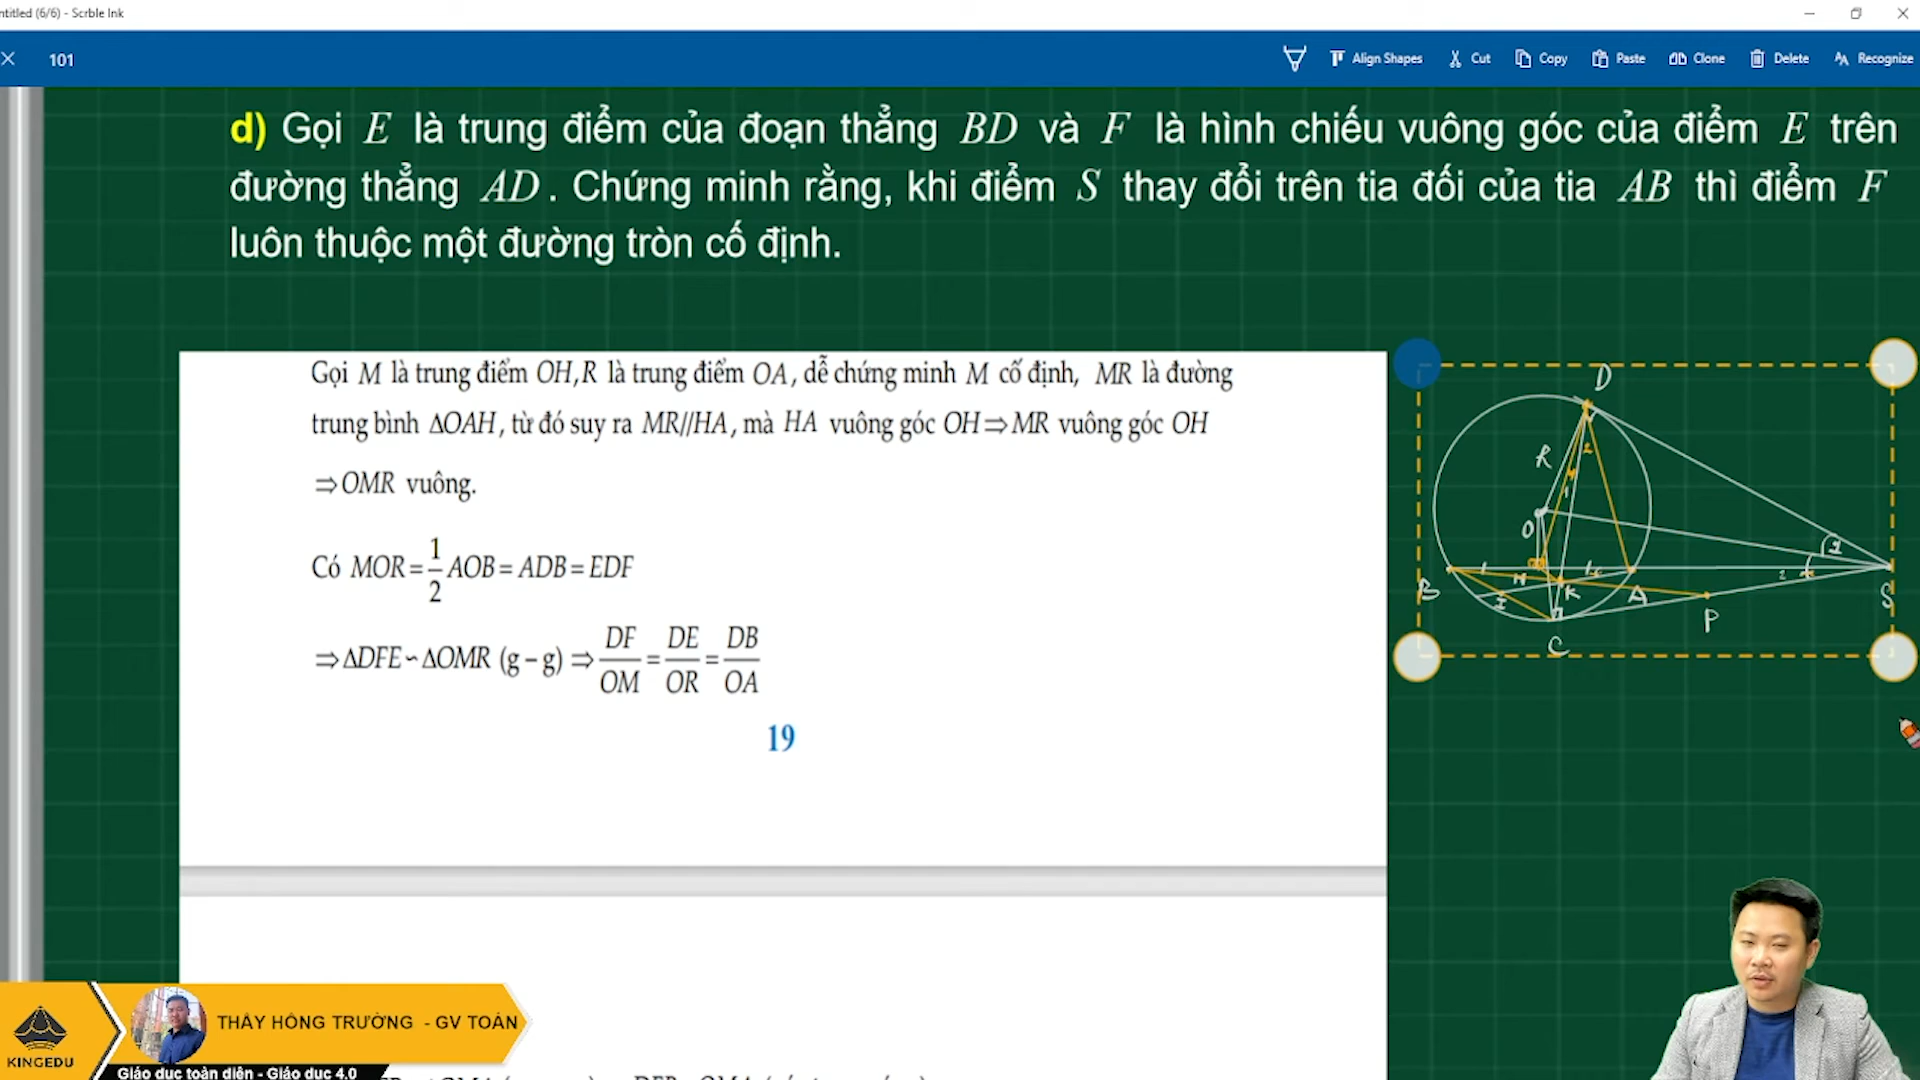 ntitled (6/6) - Scrble Ink
101
Align Shapes
Cut
Copy
Paste
Clone
Delete
Recognize
d) Gọi E là trung điểm của đoạn thẳng BD và F là hình chiếu vuông góc của điểm E trên
đường thẳng AD. Chứng minh rằng, khi điểm S thay đổi trên tia đối của tia AB thì điểm F
luôn thuộc một đường tròn cố định.
Gọi M là trung điểm OH, R là trung điểm OA, dễ chứng minh M cố định, MR là đường
trung bình ΔOAH, từ đó suy ra MR//HA, mà HA vuông góc OH⇒MR vuông góc OH
⇒OMR vuông.
Có MOR = 1/2 AOB = ADB = EDF
⇒ΔDFE∽ΔOMR (g – g) ⇒ DF/OM = DE/OR = DB/OA
19
D
R
O
B
H
I
K
A
P
C
S
THẦY HỒNG TRƯỜNG - GV TOÁN
KINGEDU
Giáo dục toàn diện - Giáo dục 4.0